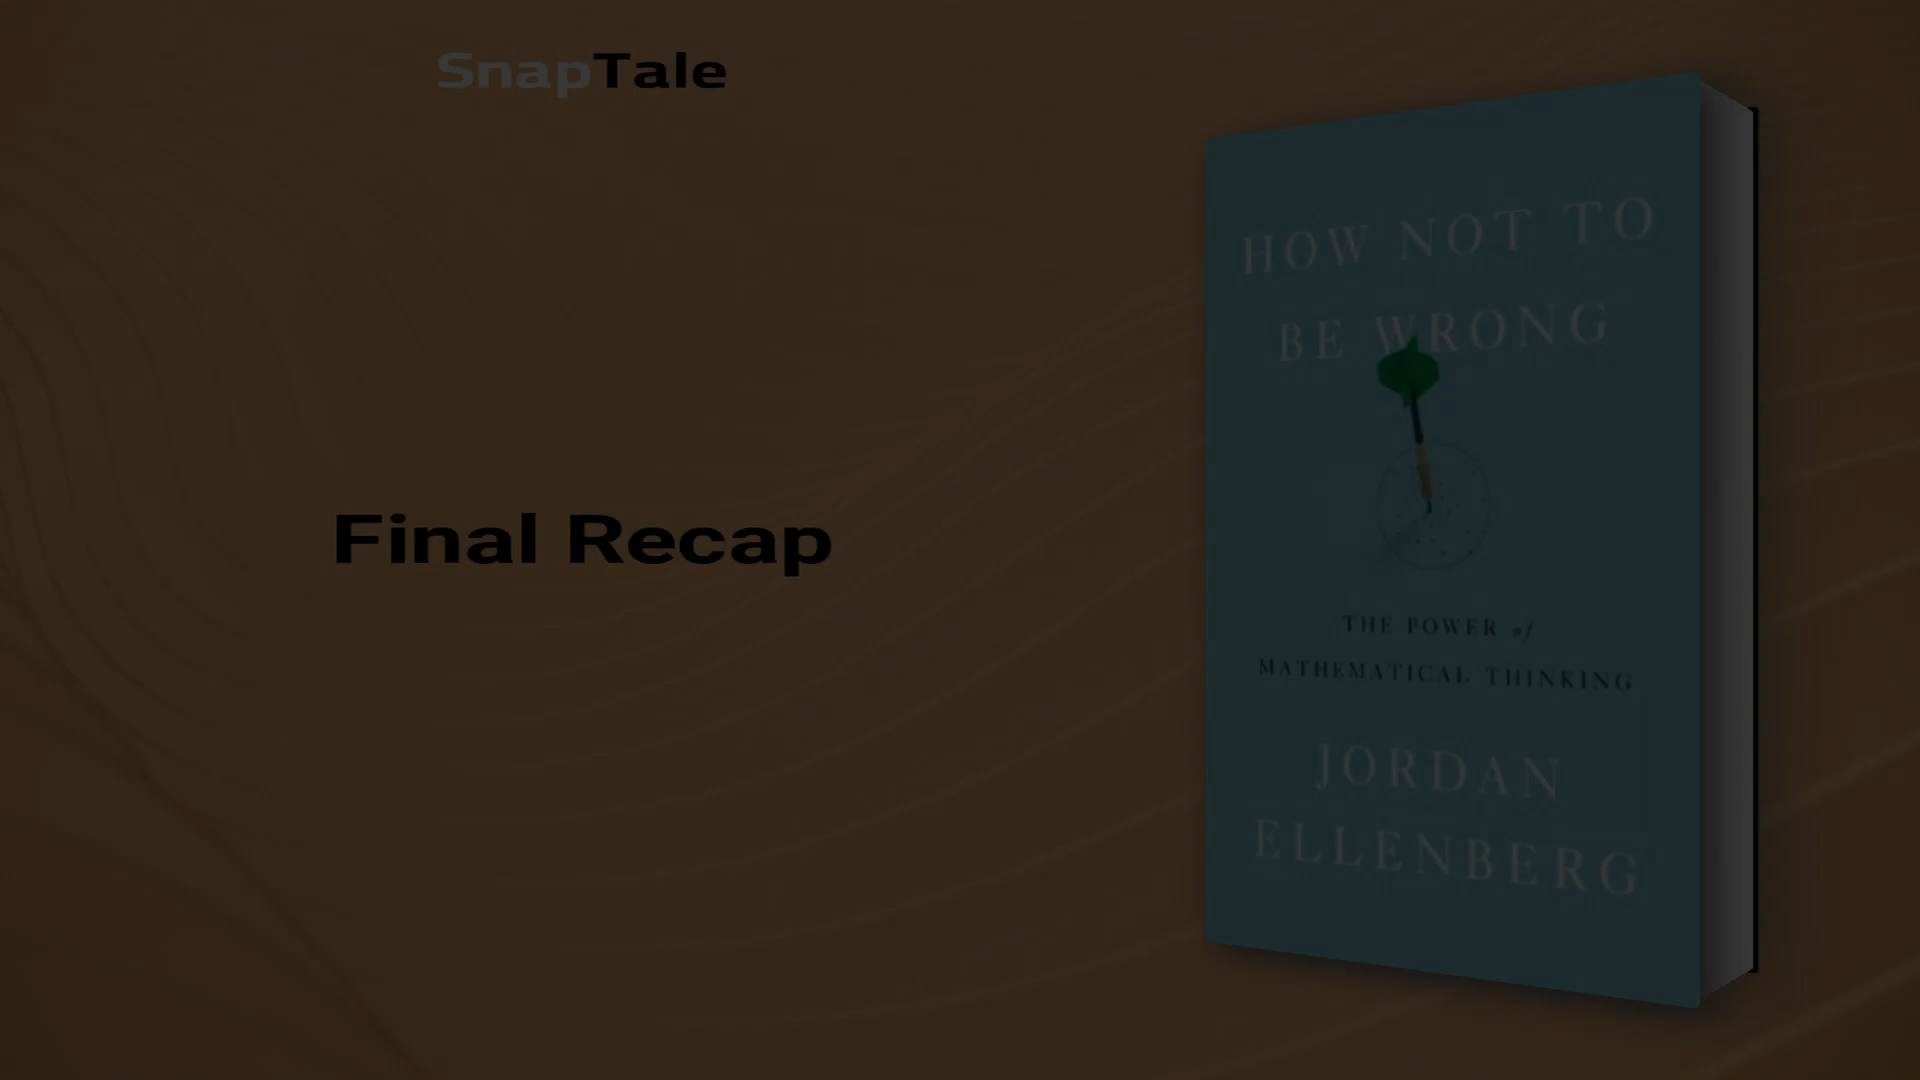 SnapTale
Final Recap
HOW NOT TO
BE WRONG
THE POWER of
MATHEMATICAL THINKING
JORDAN
ELLENBERG